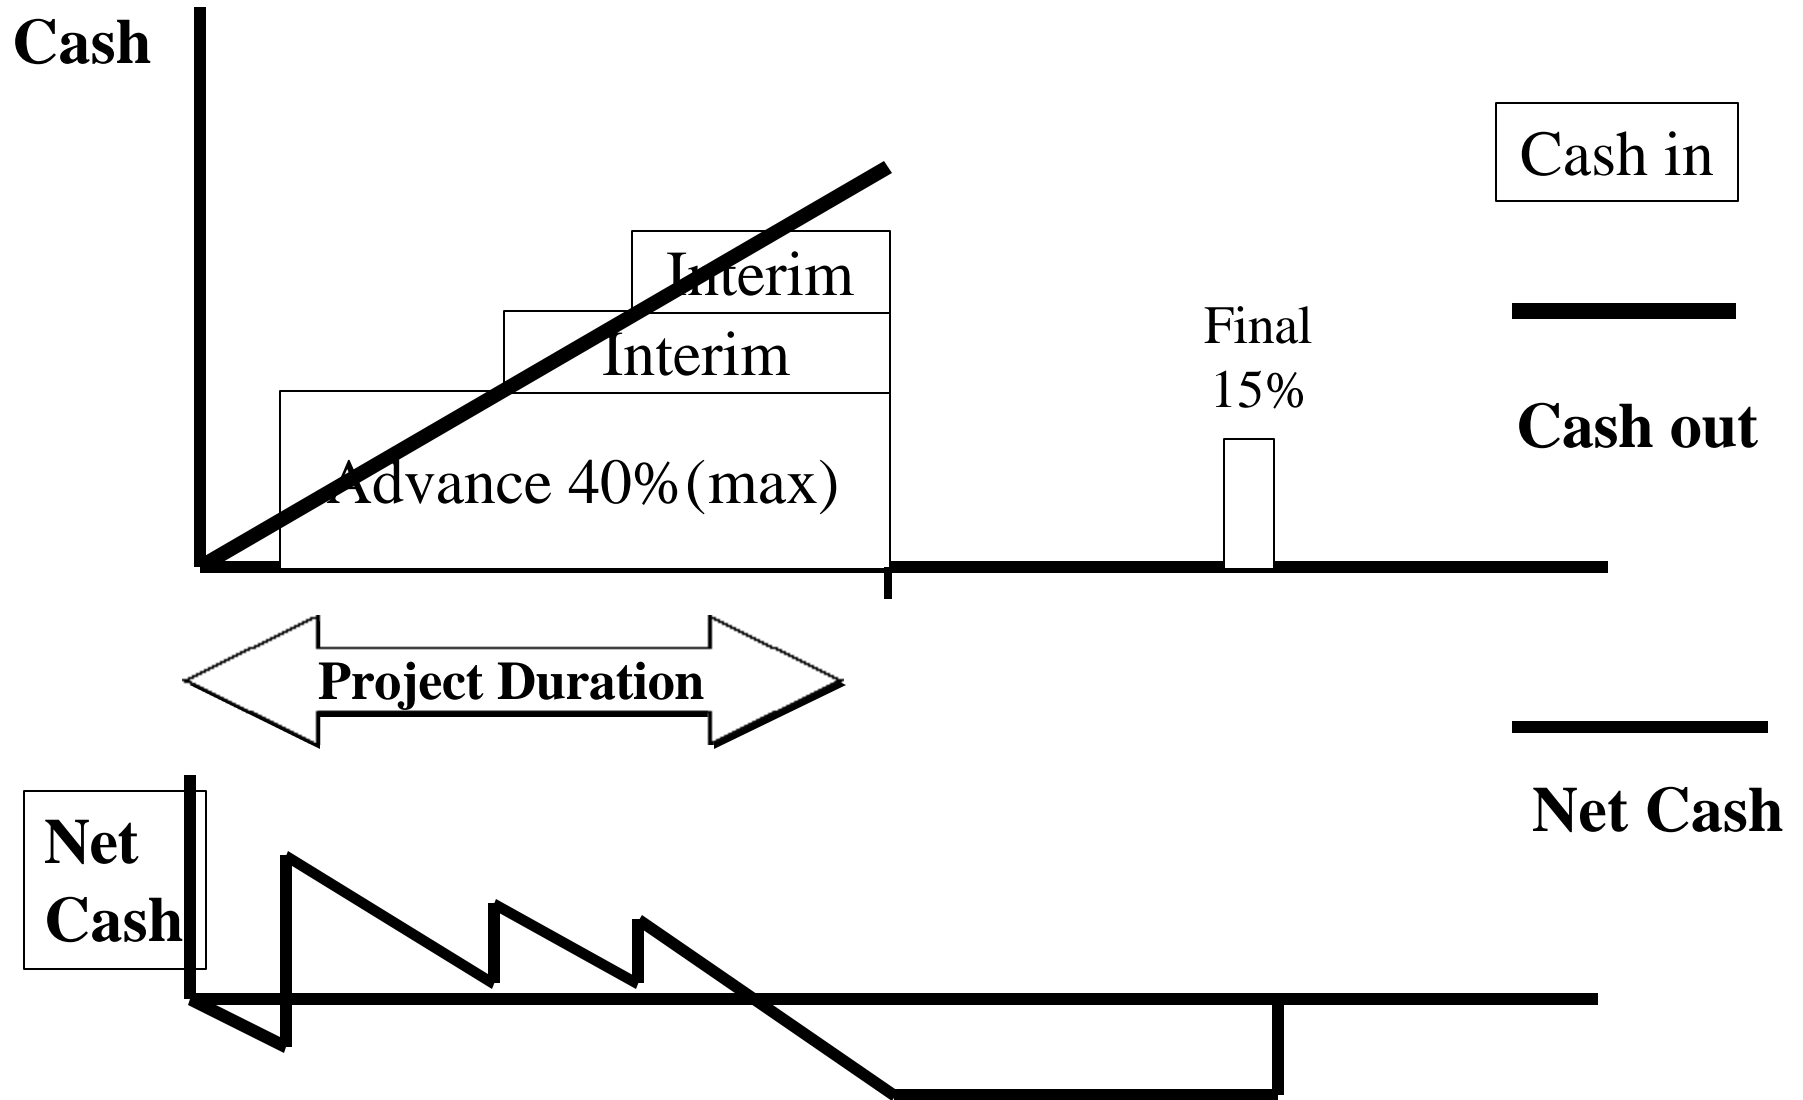 Cash
Cash in
Interim
Interim
Final
15%
Cash out
Advance 40%(max)
Project Duration
Net
Cash
Net Cash